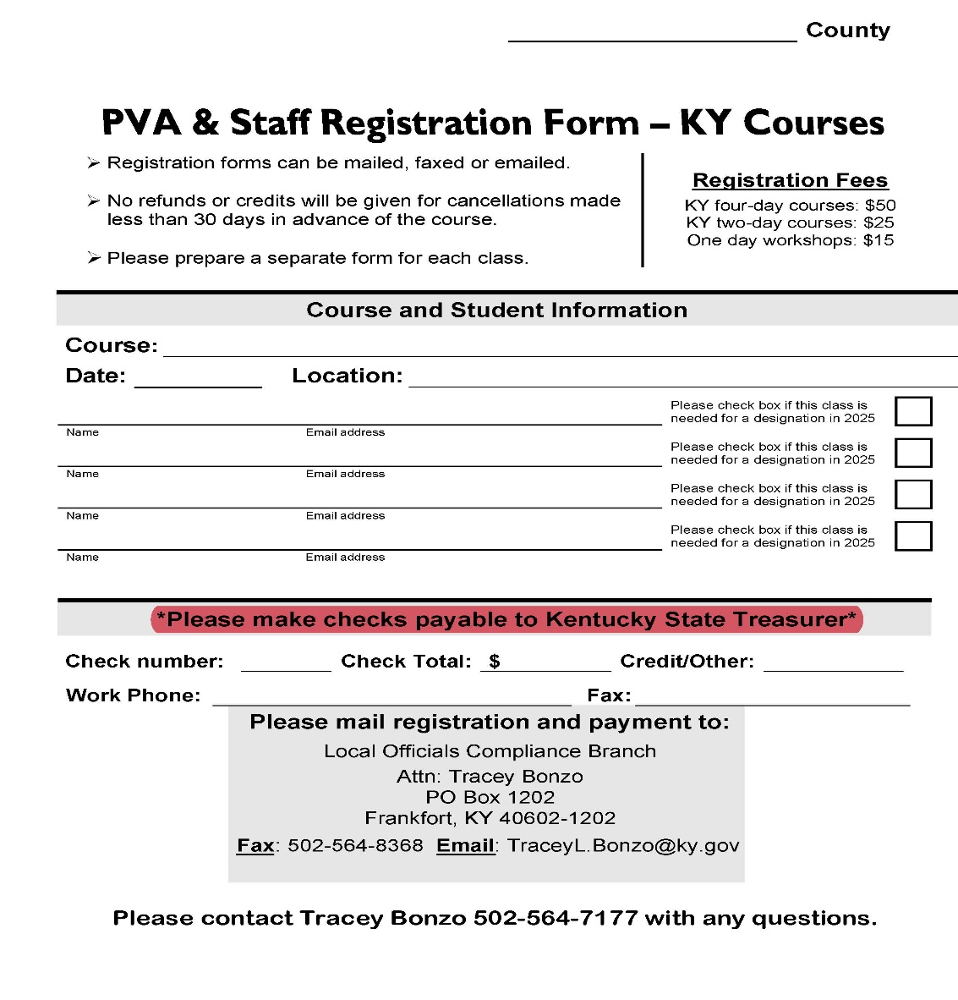 County
PVA & Staff Registration Form – KY Courses
➢ Registration forms can be mailed, faxed or emailed.
➢ No refunds or credits will be given for cancellations made
less than 30 days in advance of the course.
➢ Please prepare a separate form for each class.
Registration Fees
KY four-day courses: $50
KY two-day courses: $25
One day workshops: $15
Course and Student Information
Course:
Date: Location:
Please check box if this class is
needed for a designation in 2025
Name Email address
Please check box if this class is
needed for a designation in 2025
Name Email address
Please check box if this class is
needed for a designation in 2025
Name Email address
Please check box if this class is
needed for a designation in 2025
Name Email address
*Please make checks payable to Kentucky State Treasurer*
Check number: Check Total: $ Credit/Other:
Work Phone: Fax:
Please mail registration and payment to:
Local Officials Compliance Branch
Attn: Tracey Bonzo
PO Box 1202
Frankfort, KY 40602-1202
Fax: 502-564-8368 Email: TraceyL.Bonzo@ky.gov
Please contact Tracey Bonzo 502-564-7177 with any questions.